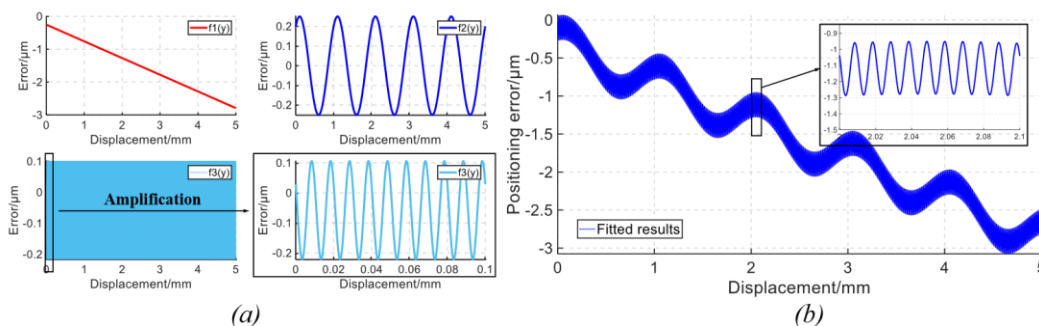 0
-1
-2
-3
Error/μm
f1(y)
0 1 2 3 4 5
Displacement/mm
0.2
0.1
0
-0.1
-0.2
Error/μm
f2(y)
0 1 2 3 4 5
Displacement/mm
0.1
0
-0.1
-0.2
Error/μm
f3(y)
Amplification
0 1 2 3 4 5
Displacement/mm
0.1
0
-0.1
-0.2
Error/μm
f3(y)
0 0.02 0.04 0.06 0.08 0.1
Displacement/mm
(a)
0
-0.5
-1
-1.5
-2
-2.5
-3
Positioning error/μm
-0.9
-1
-1.1
-1.2
-1.3
-1.4
-1.5
2.02 2.04 2.06 2.08 2.1
Fitted results
0 1 2 3 4 5
Displacement/mm
(b)